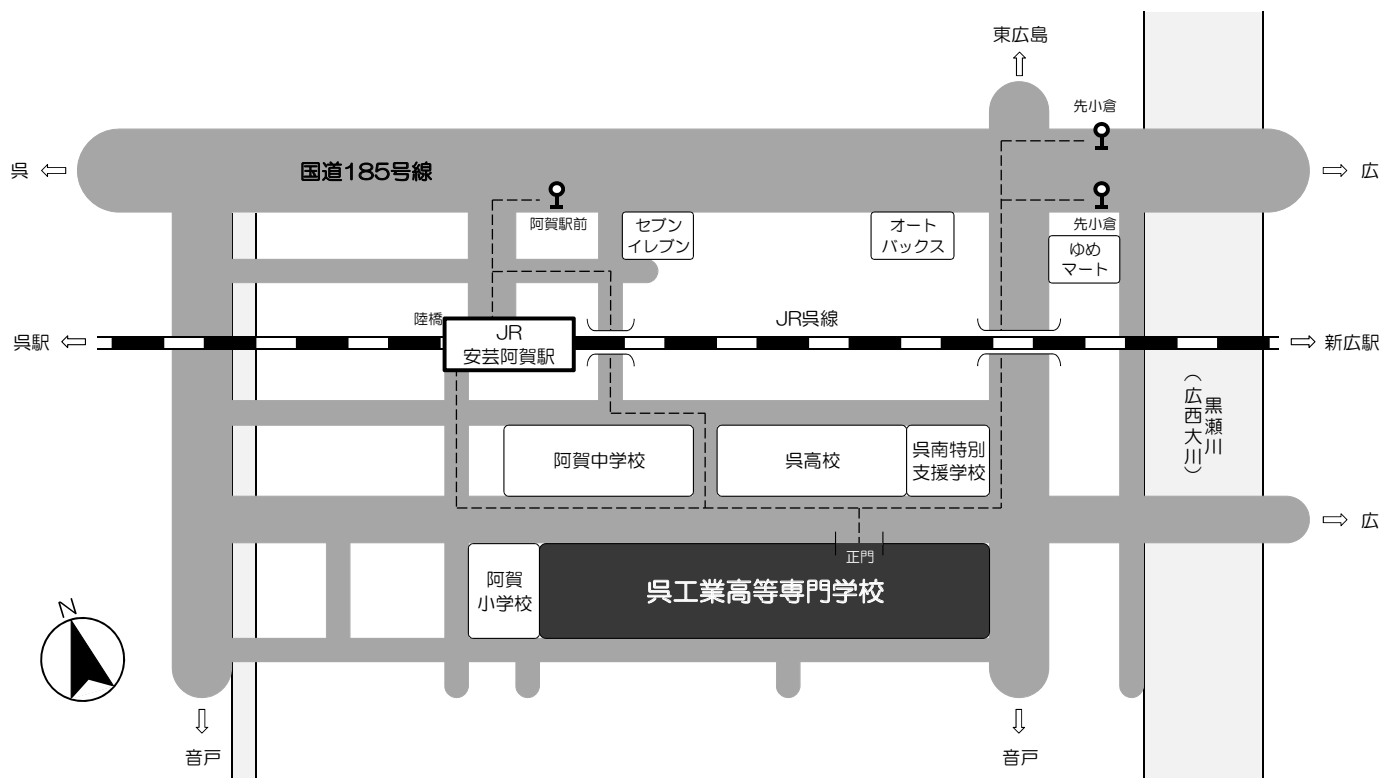 東広島
先小倉
呉
国道185号線
広
阿賀駅前
セブン
イレブン
オート
バックス
先小倉
ゆめ
マート
陸橋
JR
安芸阿賀駅
JR呉線
呉駅
新広駅
黒瀬川
(広西大川)
阿賀中学校
呉高校
呉南特別
支援学校
広
正門
阿賀
小学校
呉工業高等専門学校
N
音戸
音戸